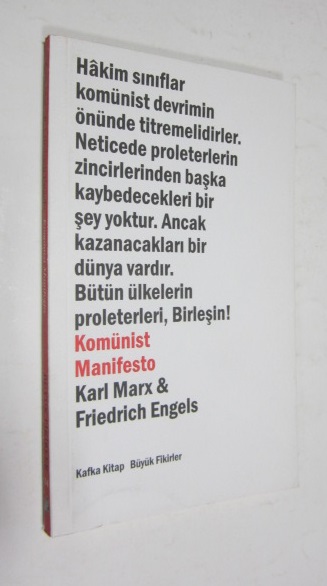 Hâkim sınıflar
komünist devrimin
önünde titremelidirler.
Neticede proleterlerin
zincirlerinden başka
kaybedecekleri bir
şey yoktur. Ancak
kazanacakları bir
dünya vardır.
Bütün ülkelerin
proleterleri, Birleşin!
Komünist
Manifesto
Karl Marx &
Friedrich Engels
Kafka Kitap Büyük Fikirler